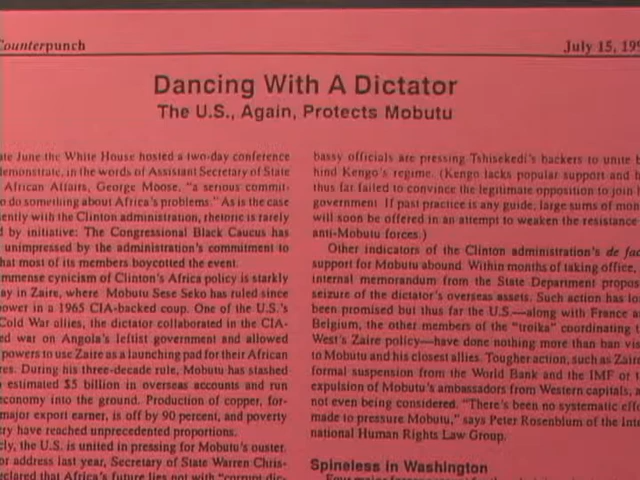 Counterpunch
July 15, 199
Dancing With A Dictator
The U.S., Again, Protects Mobutu
ate June the White House hosted a two-day conference
demonstrate, in the words of Assistant Secretary of State
African Affairs, George Moose, "a serious commit-
o do something about Africa's problems." As is the case
ently with the Clinton administration, rhetoric is rarely
d by initiative: The Congressional Black Caucus has
unimpressed by the administration's commitment to
hat most of its members boycotted the event.
mmense cynicism of Clinton's Africa policy is starkly
ay in Zaire, where Mobutu Sese Seko has ruled since
power in a 1965 CIA-backed coup. One of the U.S.'s
Cold War allies, the dictator collaborated in the CIA-
ed war on Angola's leftist government and allowed
powers to use Zaire as a launching pad for their African
res. During his three-decade rule, Mobutu has stashed
estimated $5 billion in overseas accounts and run
economy into the ground. Production of copper, for-
major export earner, is off by 90 percent, and poverty
ry have reached unprecedented proportions.
ly, the U.S. is united in pressing for Mobutu's ouster.
or address last year, Secretary of State Warren Chris-
eclared that Africa's future lies not with "corrupt dic-
bassy officials are pressing Tshisekedi's backers to unite b
hind Kengo's regime. (Kengo lacks popular support and h
thus far failed to convince the legitimate opposition to join
government. If past practice is any guide, large sums of mon
will soon be offered in an attempt to weaken the resistance
anti-Mobutu forces.)
Other indicators of the Clinton administration's de fac
support for Mobutu abound. Within months of taking office,
internal memorandum from the State Department propos
seizure of the dictator's overseas assets. Such action has lo
been promised but thus far the U.S.—along with France a
Belgium, the other members of the "troika" coordinating
West's Zaire policy—have done nothing more than ban vis
to Mobutu and his closest allies. Tougher action, such as Zair
formal suspension from the World Bank and the IMF or t
expulsion of Mobutu's ambassadors from Western capitals, a
not even being considered. "There's been no systematic effo
made to pressure Mobutu," says Peter Rosenblum of the Inte
national Human Rights Law Group.
Spineless in Washington